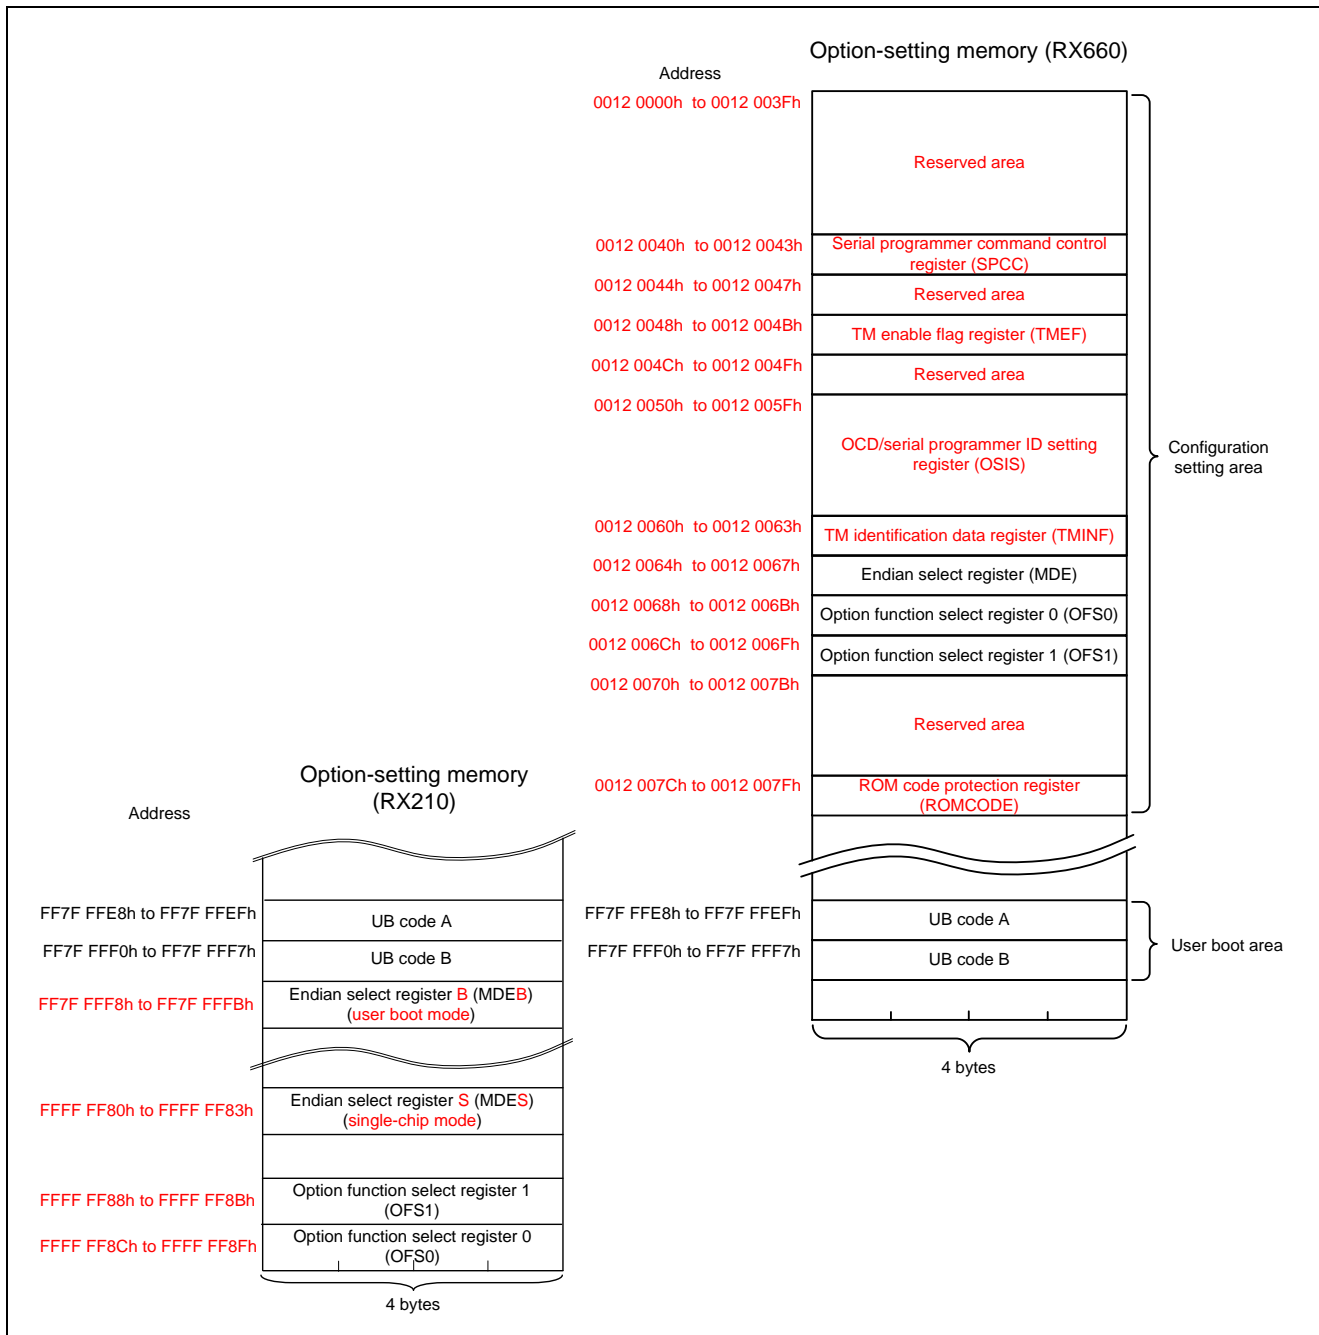 Option-setting memory (RX660)
Address
0012 0000h to 0012 003Fh
Reserved area
0012 0040h to 0012 0043h
Serial programmer command control
register (SPCC)
0012 0044h to 0012 0047h
Reserved area
0012 0048h to 0012 004Bh
TM enable flag register (TMEF)
0012 004Ch to 0012 004Fh
Reserved area
0012 0050h to 0012 005Fh
OCD/serial programmer ID setting
register (OSIS)
Configuration
setting area
0012 0060h to 0012 0063h
TM identification data register (TMINF)
0012 0064h to 0012 0067h
Endian select register (MDE)
0012 0068h to 0012 006Bh
Option function select register 0 (OFS0)
0012 006Ch to 0012 006Fh
Option function select register 1 (OFS1)
0012 0070h to 0012 007Bh
Reserved area
0012 007Ch to 0012 007Fh
ROM code protection register
(ROMCODE)
FF7F FFE8h to FF7F FFEFh
UB code A
FF7F FFF0h to FF7F FFF7h
UB code B
User boot area
4 bytes
Option-setting memory
(RX210)
Address
FF7F FFE8h to FF7F FFEFh
UB code A
FF7F FFF0h to FF7F FFF7h
UB code B
FF7F FFF8h to FF7F FFFBh
Endian select register B (MDEB)
(user boot mode)
FFFF FF80h to FFFF FF83h
Endian select register S (MDES)
(single-chip mode)
FFFF FF88h to FFFF FF8Bh
Option function select register 1
(OFS1)
FFFF FF8Ch to FFFF FF8Fh
Option function select register 0
(OFS0)
4 bytes